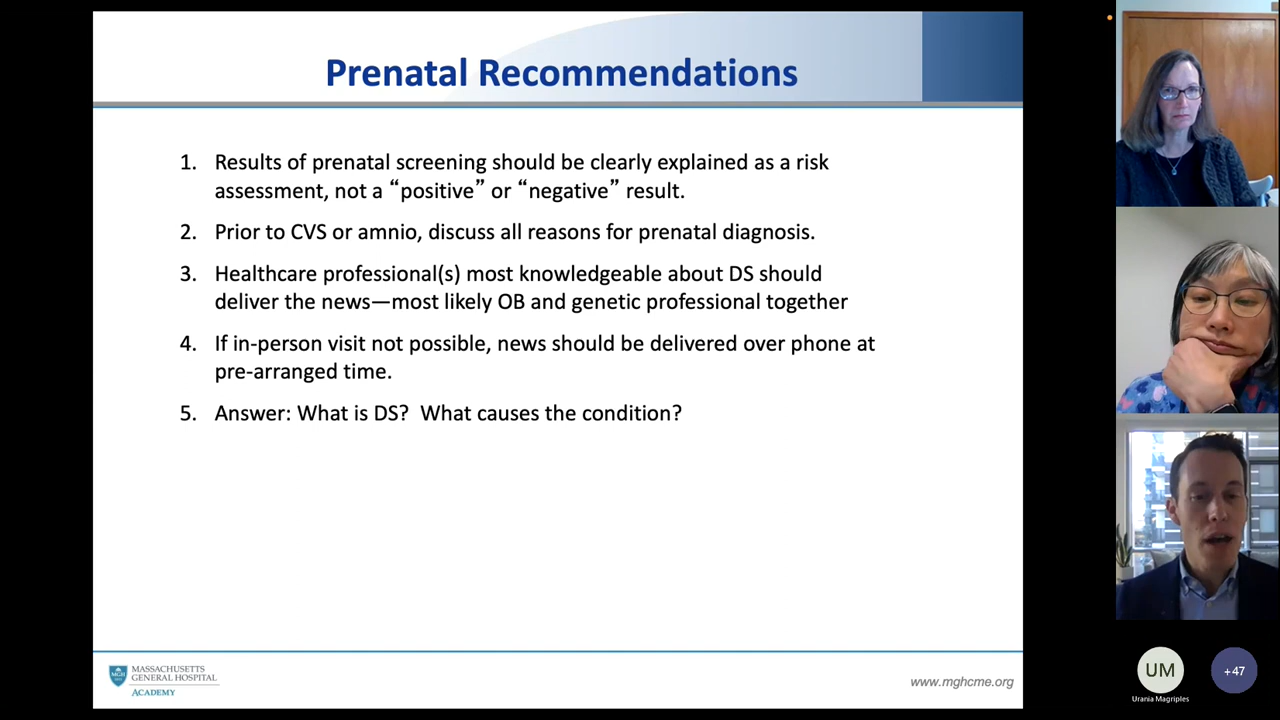 Prenatal Recommendations
1. Results of prenatal screening should be clearly explained as a risk
assessment, not a “positive” or “negative” result.
2. Prior to CVS or amnio, discuss all reasons for prenatal diagnosis.
3. Healthcare professional(s) most knowledgeable about DS should
deliver the news—most likely OB and genetic professional together
4. If in-person visit not possible, news should be delivered over phone at
pre-arranged time.
5. Answer: What is DS?  What causes the condition?
MGH
MASSACHUSETTS
GENERAL HOSPITAL
ACADEMY
www.mghcme.org
UM
+47
Urania Magriples